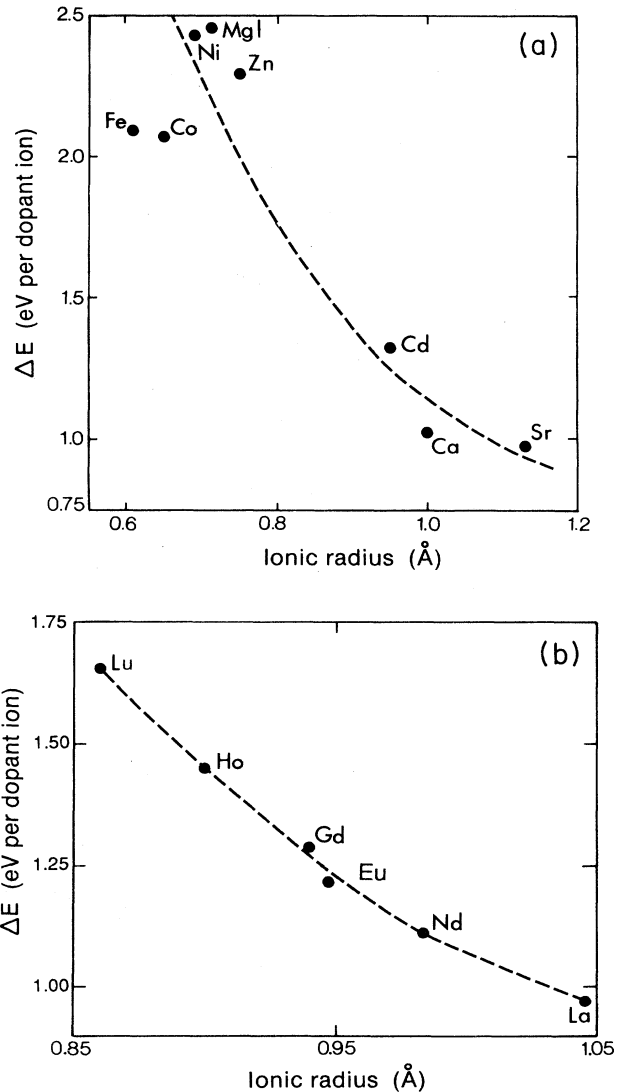 2.5
(a)
Mgl
Ni
Zn
Fe
Co
2.0
ΔE (eV per dopant ion)
1.5
Cd
Sr
1.0
Ca
0.75
0.6 0.8 1.0 1.2
Ionic radius (Å)
1.75
(b)
Lu
1.50
Ho
Gd
ΔE (eV per dopant ion)
1.25
Eu
Nd
1.00
La
0.85 0.95 1.05
Ionic radius (Å)